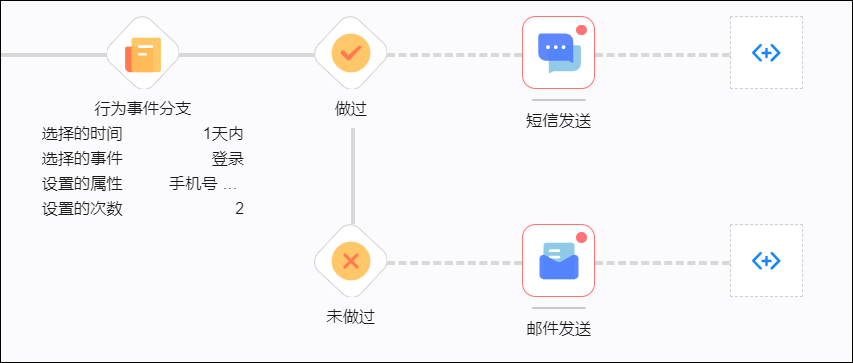 行为事件分支
选择的时间 1天内
选择的事件 登录
设置的属性 手机号 ...
设置的次数 2
做过
短信发送
未做过
邮件发送